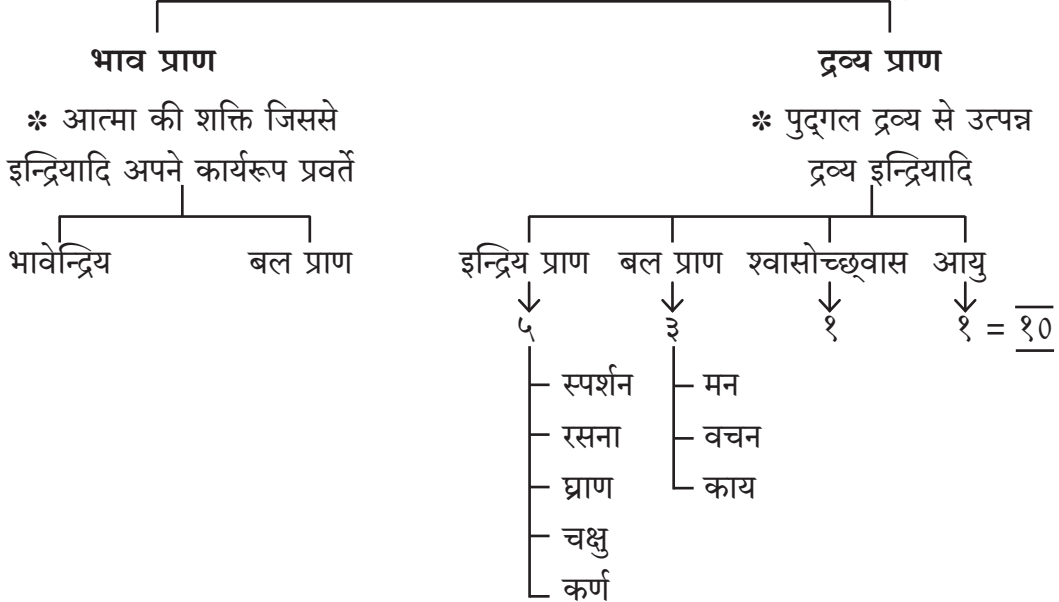 भाव प्राण
द्रव्य प्राण
* आत्मा की शक्ति जिससे
इन्द्रियादि अपने कार्यरूप प्रवर्ते
* पुद्‌गल द्रव्य से उत्पन्न
द्रव्य इन्द्रियादि
भावेन्द्रिय
बल प्राण
इन्द्रिय प्राण
बल प्राण
श्वासोच्छ्‌वास
आयु
५
३
१
१ = १०
स्पर्शन
रसना
घ्राण
चक्षु
कर्ण
मन
वचन
काय